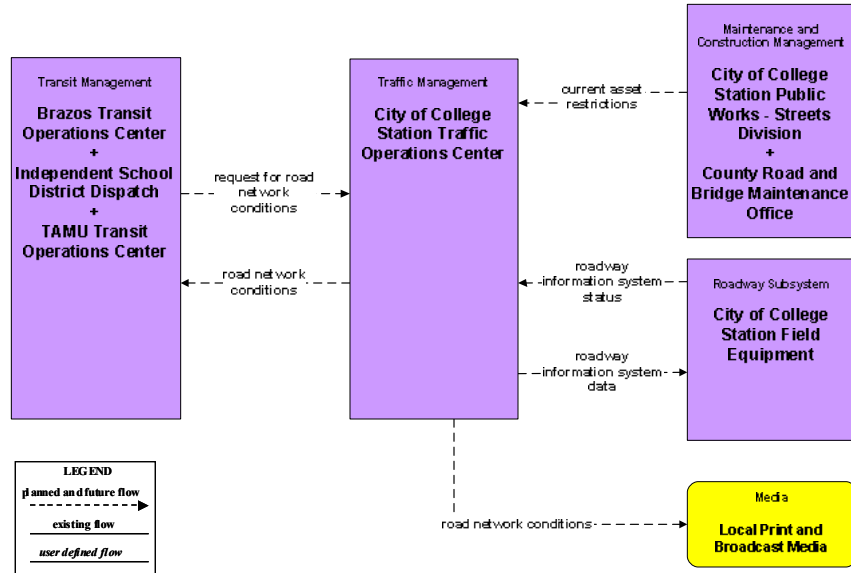 Transit Management
Brazos Transit
Operations Center
+
Independent School
District Dispatch
+
TAMU Transit
Operations Center
request for road
network
conditions
road network
conditions
Traffic Management
City of College
Station Traffic
Operations Center
current asset
restrictions
Maintenance and
Construction Management
City of College
Station Public
Works - Streets
Division
+
County Road and
Bridge Maintenance
Office
roadway
information system
status
roadway
information system
data
Roadway Subsystem
City of College
Station Field
Equipment
road network conditions
Media
Local Print and
Broadcast Media
LEGEND
planned and future flow
existing flow
user defined flow